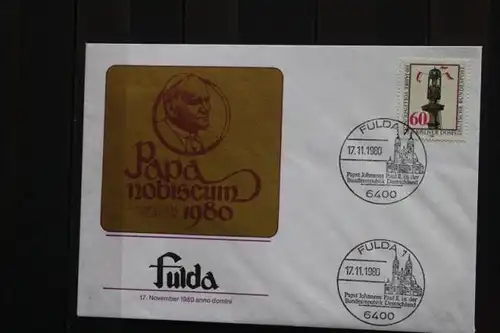 Papa
nobiscum
1980
Fulda
17. November 1980 anno domini
60
FULDA 1
17.11.1980
Papst Johannes Paul II. in der
Bundesrepublik Deutschland
6400
FULDA 1
17.11.1980
Papst Johannes Paul II. in der
Bundesrepublik Deutschland
6400